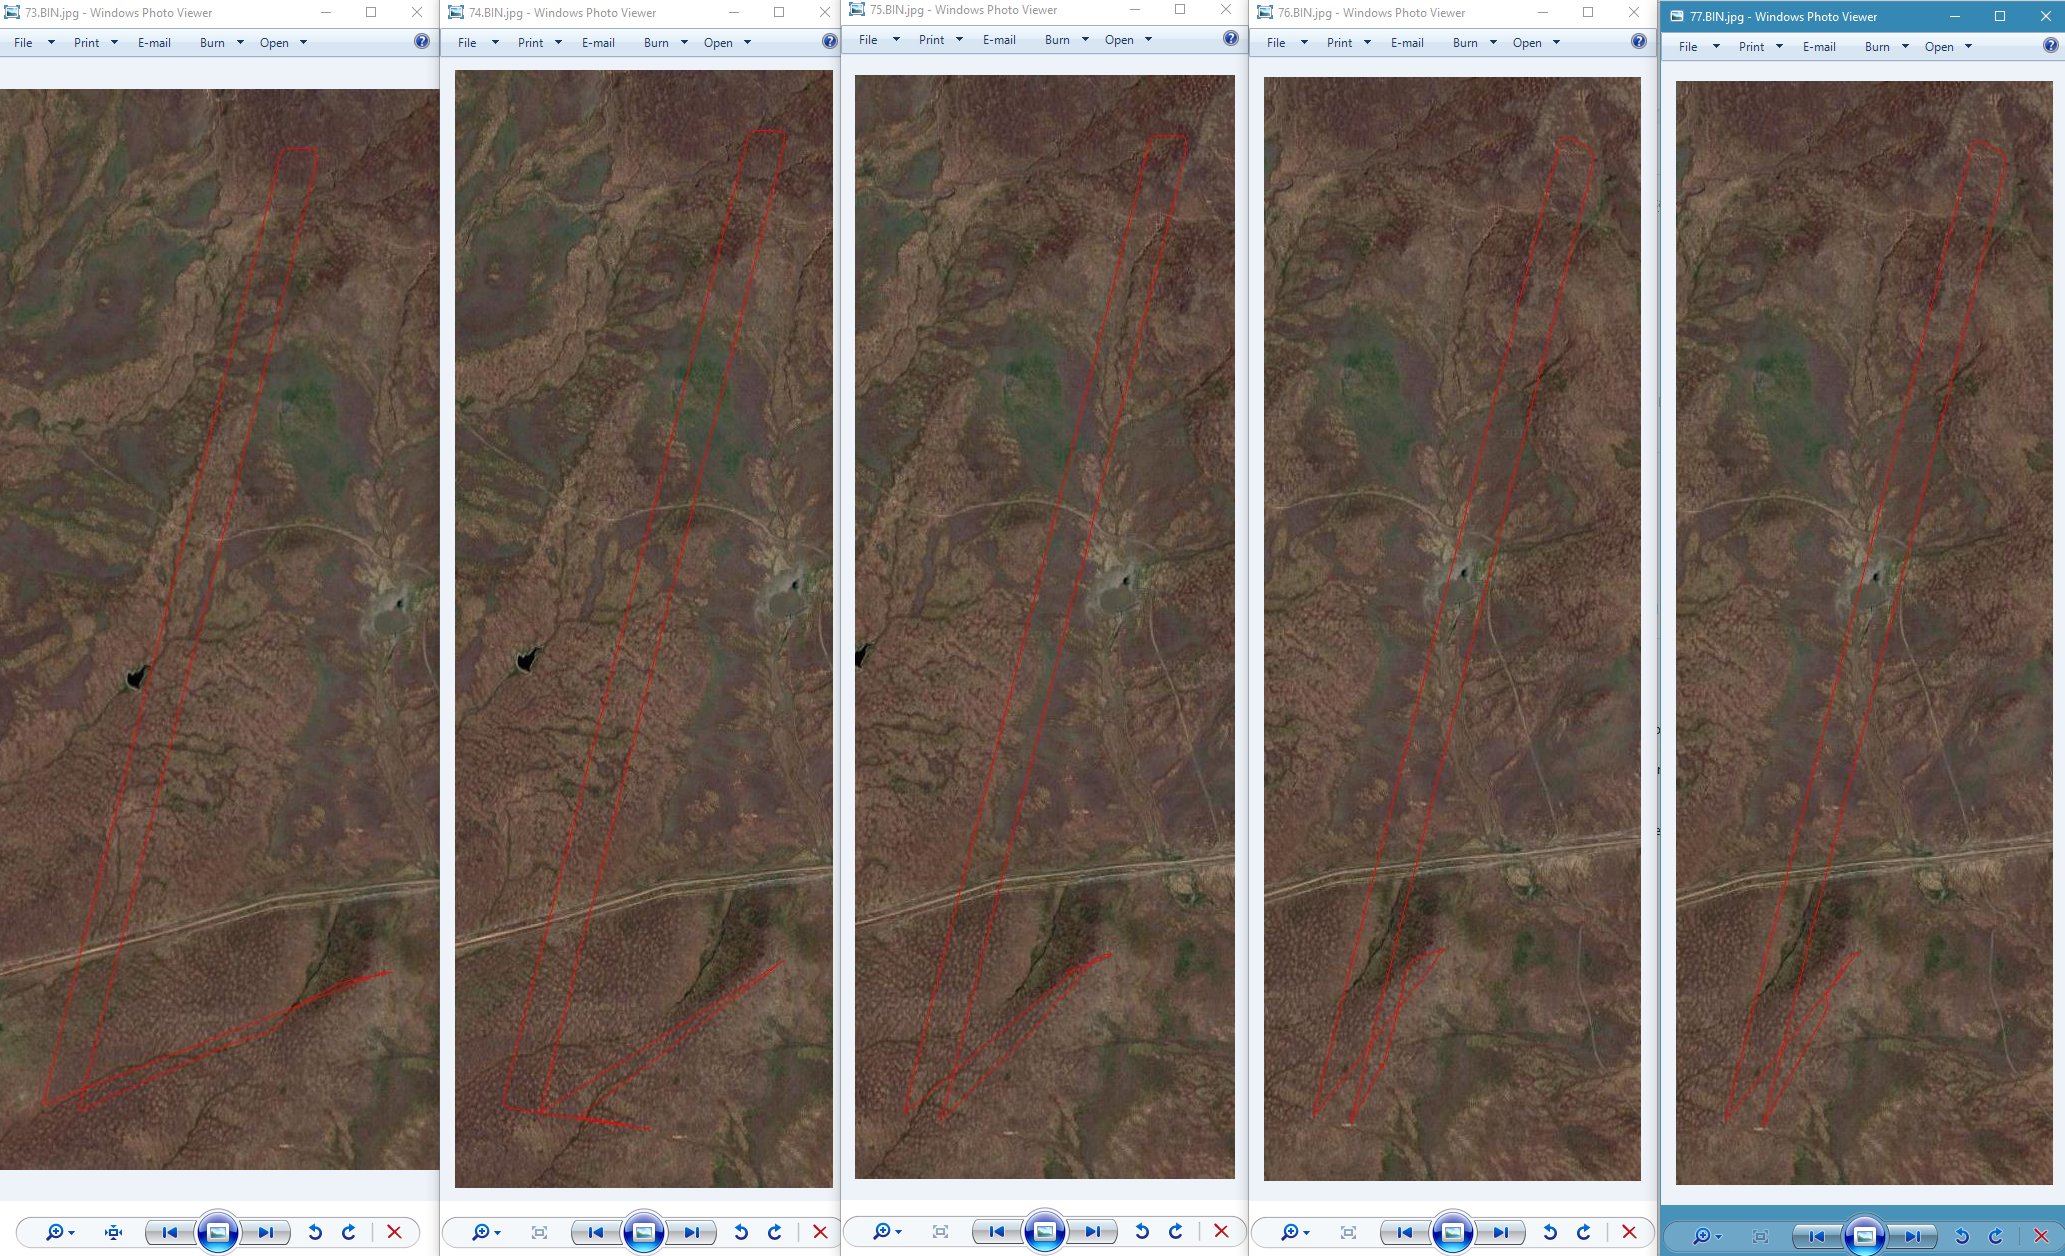 73.BIN.jpg - Windows Photo Viewer
File Print E-mail Burn Open
74.BIN.jpg - Windows Photo Viewer
File Print E-mail Burn Open
75.BIN.jpg - Windows Photo Viewer
File Print E-mail Burn Open
76.BIN.jpg - Windows Photo Viewer
File Print E-mail Burn Open
77.BIN.jpg - Windows Photo Viewer
File Print E-mail Burn Open